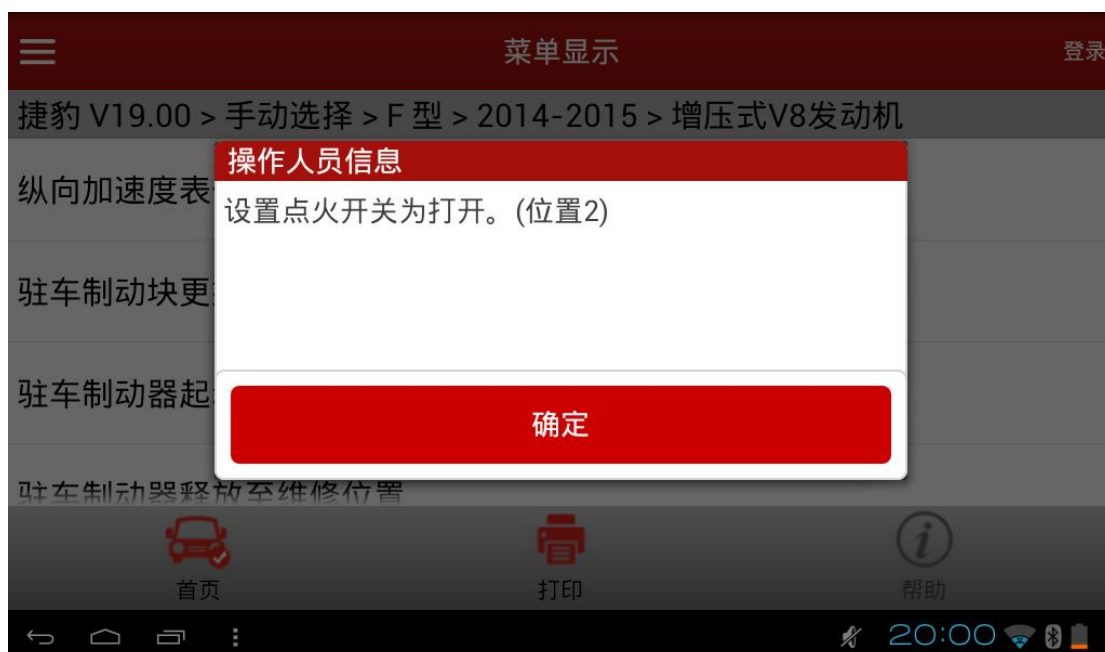 菜单显示
登录
捷豹 V19.00 > 手动选择 > F 型 > 2014-2015 > 增压式V8发动机
操作人员信息
纵向加速度表
设置点火开关为打开。(位置2)
驻车制动块更
驻车制动器起
确定
驻车制动器释放至维修位置
首页
打印
帮助
20:00